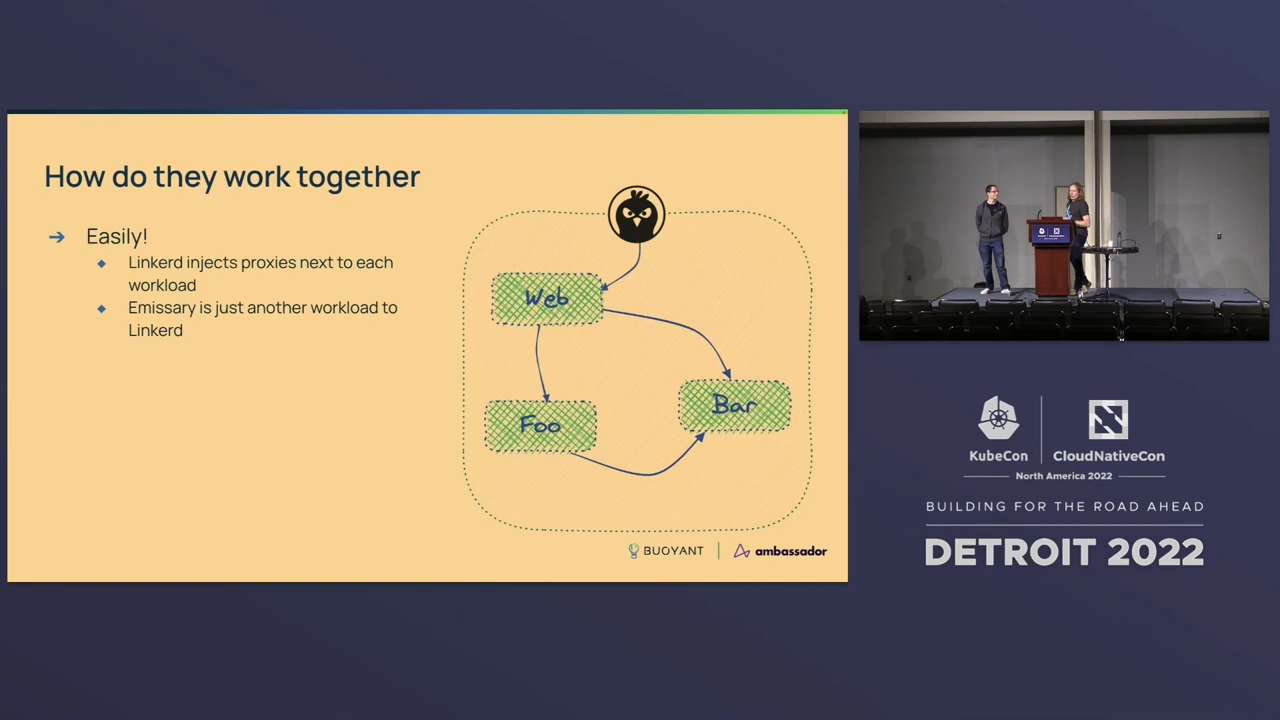 How do they work together
➔ Easily!
◆ Linkerd injects proxies next to each
workload
◆ Emissary is just another workload to
Linkerd
Web
Foo
Bar
BUOYANT
ambassador
KubeCon
CloudNativeCon
North America 2022
BUILDING FOR THE ROAD AHEAD
DETROIT 2022